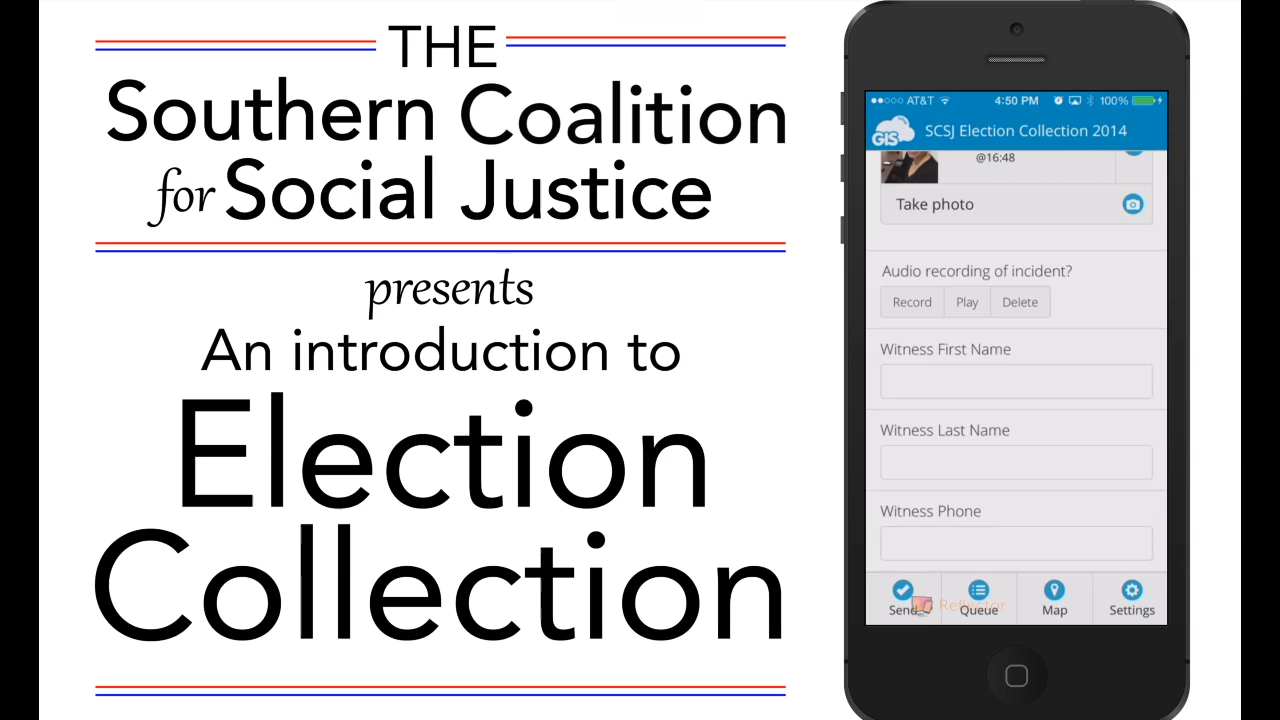 THE
Southern Coalition
for Social Justice
presents
An introduction to
Election
Collection
AT&T 4:50 PM 100%
GIS SCSJ Election Collection 2014
@16:48
Take photo
Audio recording of incident?
Record Play Delete
Witness First Name
Witness Last Name
Witness Phone
Reflector
Send Queue Map Settings